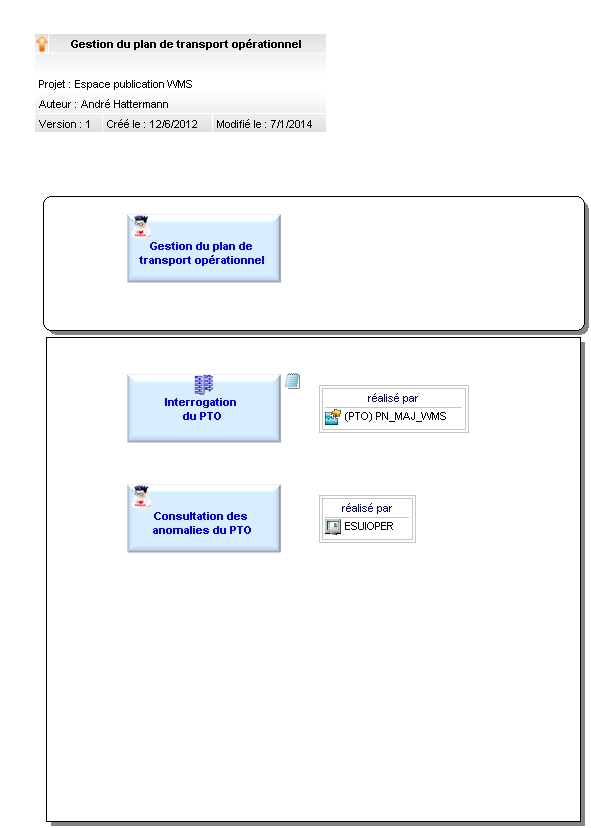 Gestion du plan de transport opérationnel
Projet : Espace publication WMS
Auteur : André Hattermann
Version : 1 Créé le : 12/6/2012 Modifié le : 7/1/2014
Gestion du plan de
transport opérationnel
Interrogation
du PTO
réalisé par
(PTO) PN_MAJ_WMS
Consultation des
anomalies du PTO
réalisé par
ESUIOPER